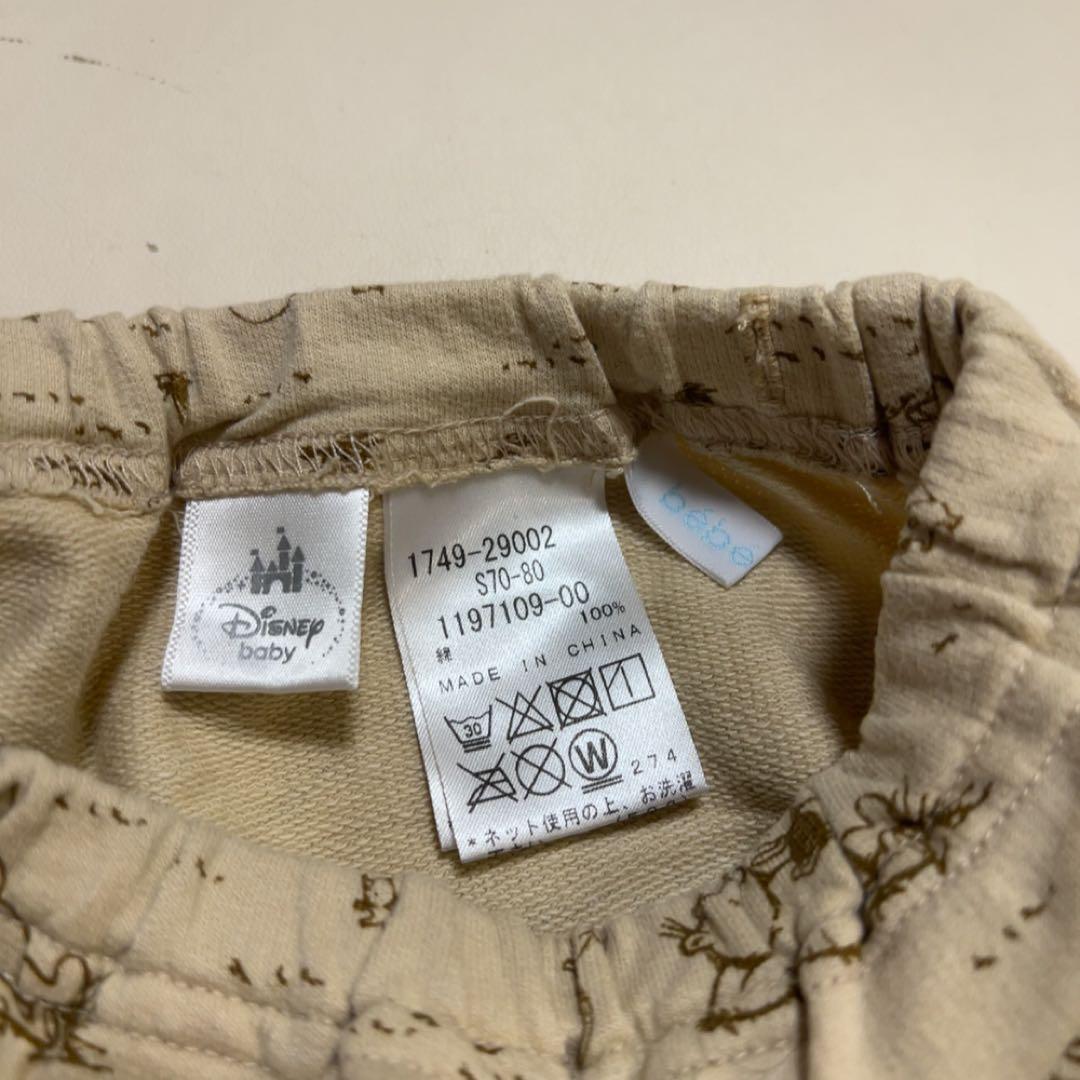 Disney
baby
1749-29002
S70-80
1197109-00
綿 100%
MADE IN CHINA
30
W
274
*ネット使用の上、お洗濯
bébé